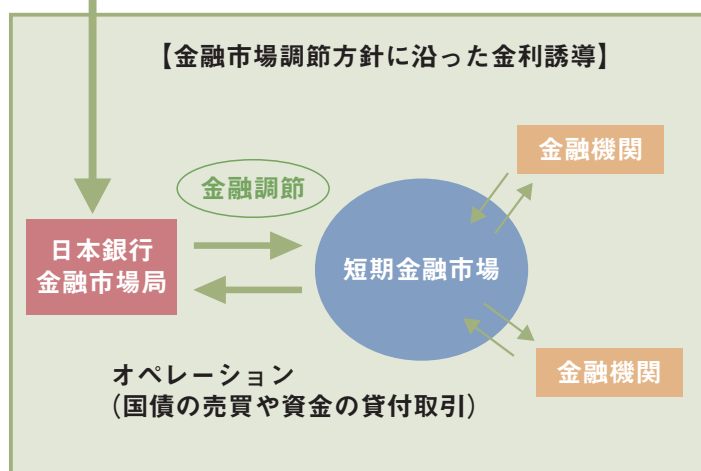 【金融市場調節方針に沿った金利誘導】
金融機関
金融調節
日本銀行
金融市場局
短期金融市場
金融機関
オペレーション
(国債の売買や資金の貸付取引)